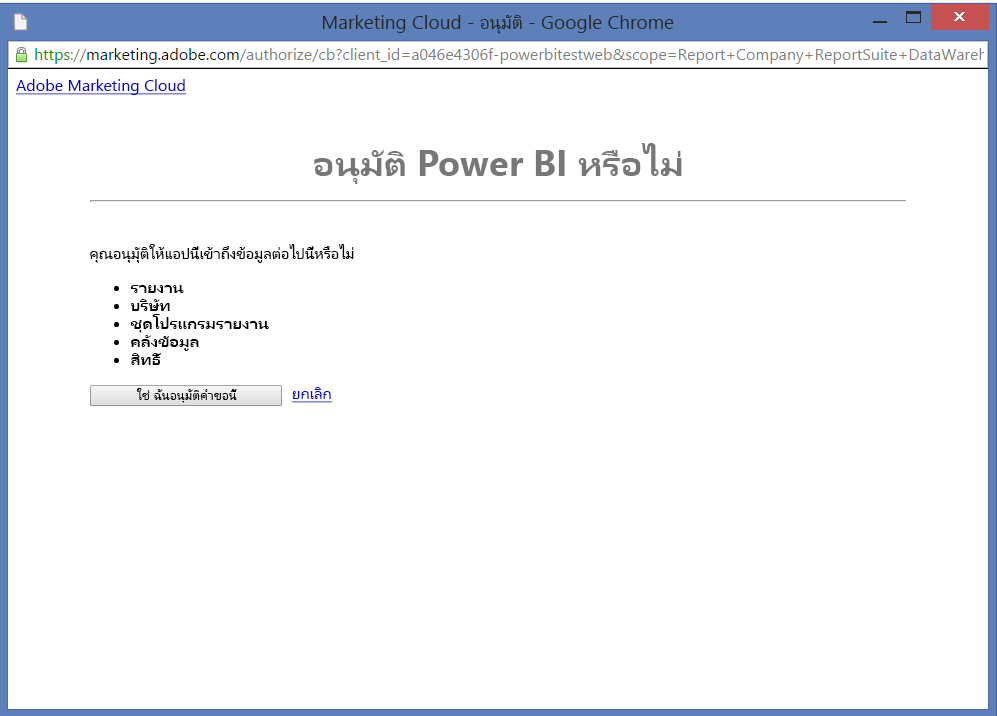 Marketing Cloud - อนุมัติ - Google Chrome
https://marketing.adobe.com/authorize/cb?client_id=a046e4306f-powerbitestweb&scope=Report+Company+ReportSuite+DataWareh
Adobe Marketing Cloud
อนุมัติ Power BI หรือไม่
คุณอนุมุัติให้แอปนี้เข้าถึงข้อมูลต่อไปนี้หรือไม่
• รายงาน
• บริษัท
• ชุดโปรแกรมรายงาน
• คลังข้อมูล
• สิทธิ์
ใช่ ฉันอนุมัติคำขอนี้ ยกเลิก